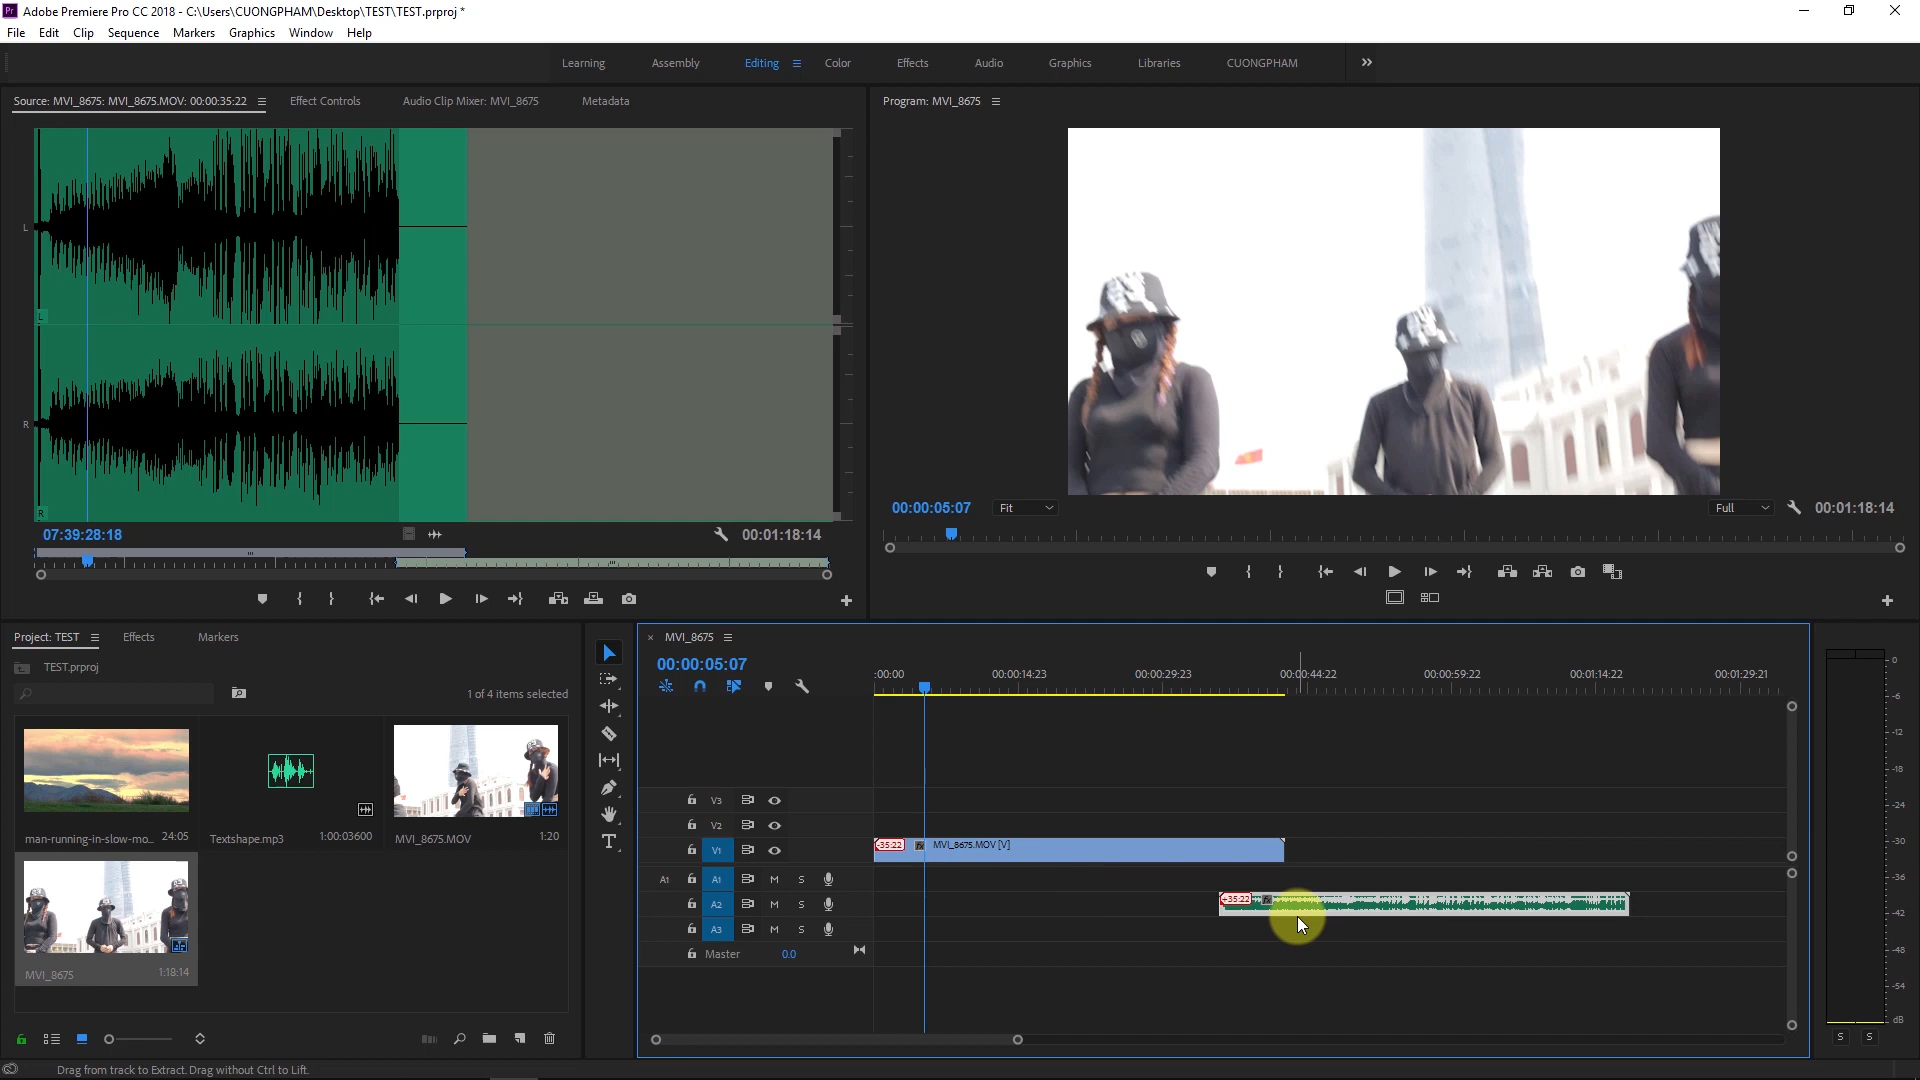 Adobe Premiere Pro CC 2018 - C:\Users\CUONGPHAM\Desktop\TEST\TEST.prproj *
File Edit Clip Sequence Markers Graphics Window Help
Learning Assembly Editing Color Effects Audio Graphics Libraries CUONGPHAM
Source: MVI_8675: MVI_8675.MOV: 00:00:35:22 Effect Controls Audio Clip Mixer: MVI_8675 Metadata
Program: MVI_8675
L
L
R
R
07:39:28:18 00:01:18:14
00:00:05:07 Fit Full 00:01:18:14
Project: TEST Effects Markers
TEST.prproj
1 of 4 items selected
man-running-in-slow-mo... 24:05
Textshape.mp3 1:00:03600
MVI_8675.MOV 1:20
MVI_8675 1:18:14
MVI_8675
00:00:05:07
:00:00 00:00:14:23 00:00:29:23 00:00:44:22 00:00:59:22 00:01:14:22 00:01:29:21
V3
V2
V1 -35:22 fx MVI_8675.MOV [V]
A1 A1 M S
A2 M S +35:22 fx
A3 M S
Master 0.0
0
-6
-12
-18
-24
-30
-36
-42
-48
-54
dB
S S
Drag from track to Extract. Drag without Ctrl to Lift.